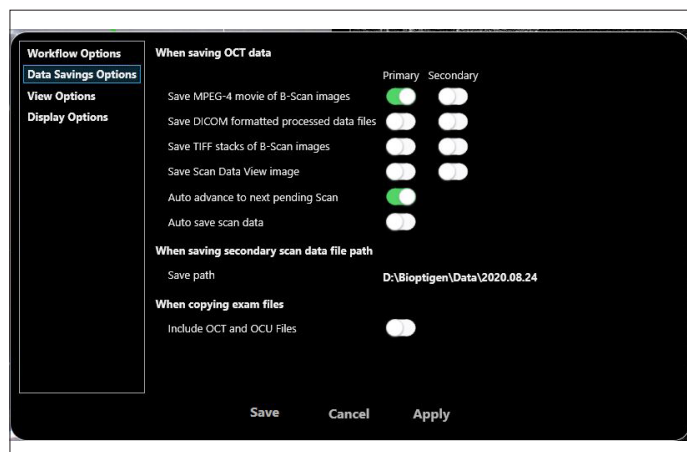 Workflow Options
Data Savings Options
View Options
Display Options
When saving OCT data
Primary Secondary
Save MPEG-4 movie of B-Scan images
Save DICOM formatted processed data files
Save TIFF stacks of B-Scan images
Save Scan Data View image
Auto advance to next pending Scan
Auto save scan data
When saving secondary scan data file path
Save path D:\Bioptigen\Data\2020.08.24
When copying exam files
Include OCT and OCU Files
Save Cancel Apply